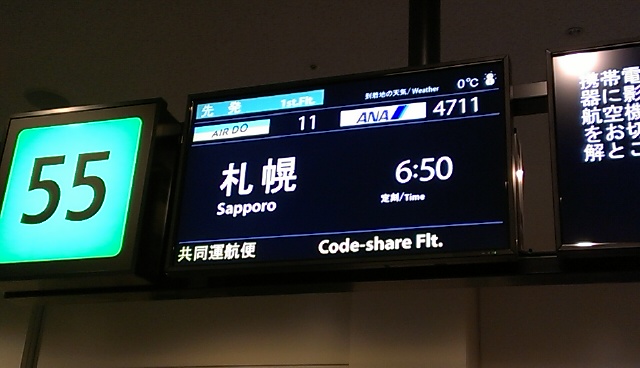 55
先発 1st.Flt.
到着地の天気/Weather 0℃
AIR DO 11 ANA 4711
札幌 6:50
Sapporo 定刻/Time
共同運航便 Code-share Flt.
携帯電
器に影
航空機
をおり
解とこ